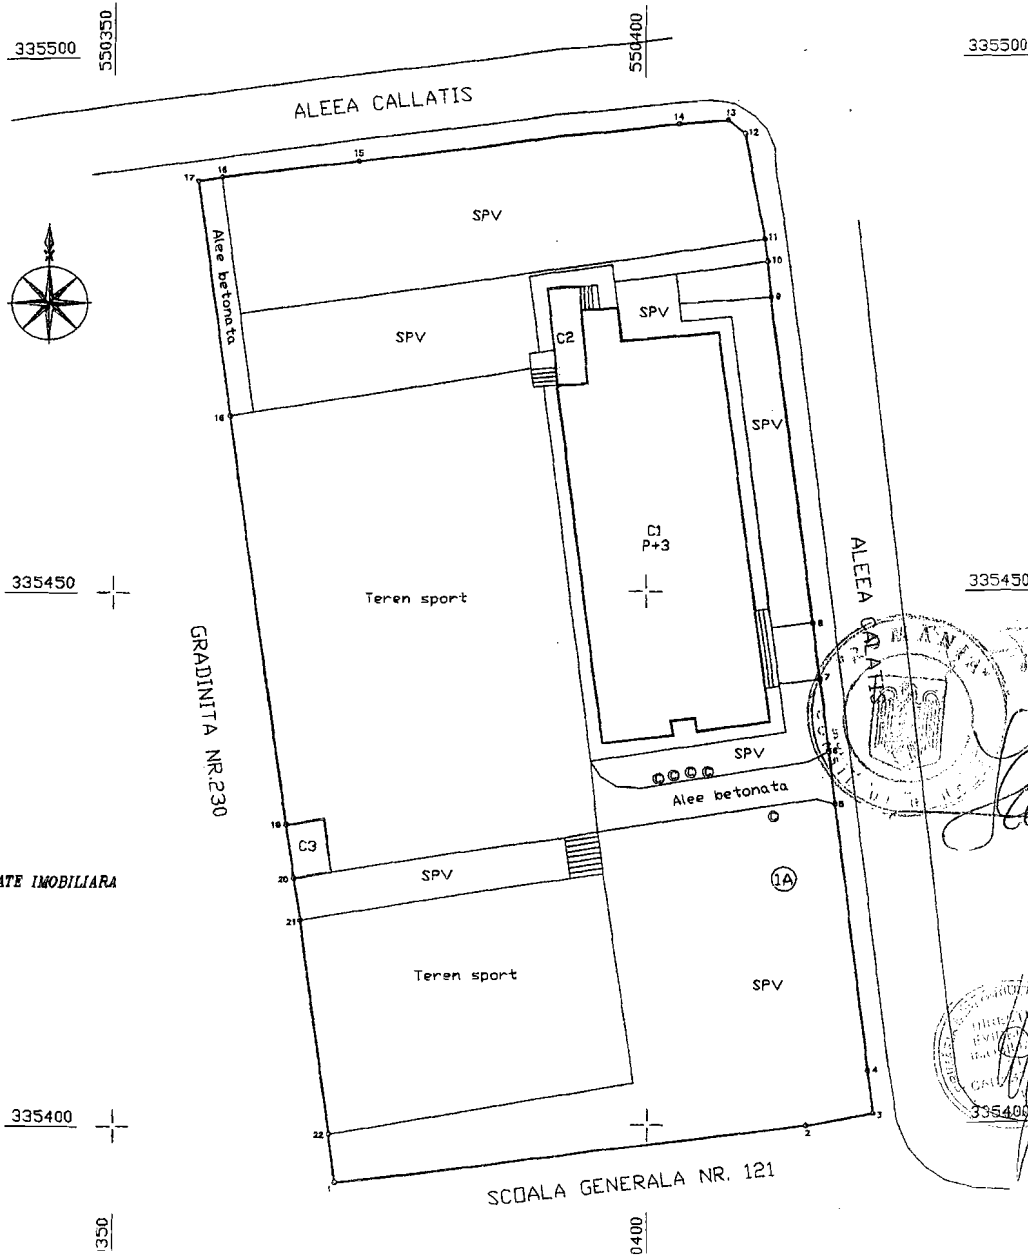 335500
550350
550400
335500
ALEEA CALLATIS
14
13
12
15
16
17
SPV
Alee betonata
11
10
9
SPV
SPV
C2
18
SPV
C1
P+3
335450
335450
Teren sport
ALEEA CALATIS
8
GRADINITA NR.230
7
SPV
6
Alee betonata
5
19
C3
1A
20
SPV
ATE IMOBILIARA
21
Teren sport
SPV
4
335400
335400
3
22
2
1
SCOALA GENERALA NR. 121